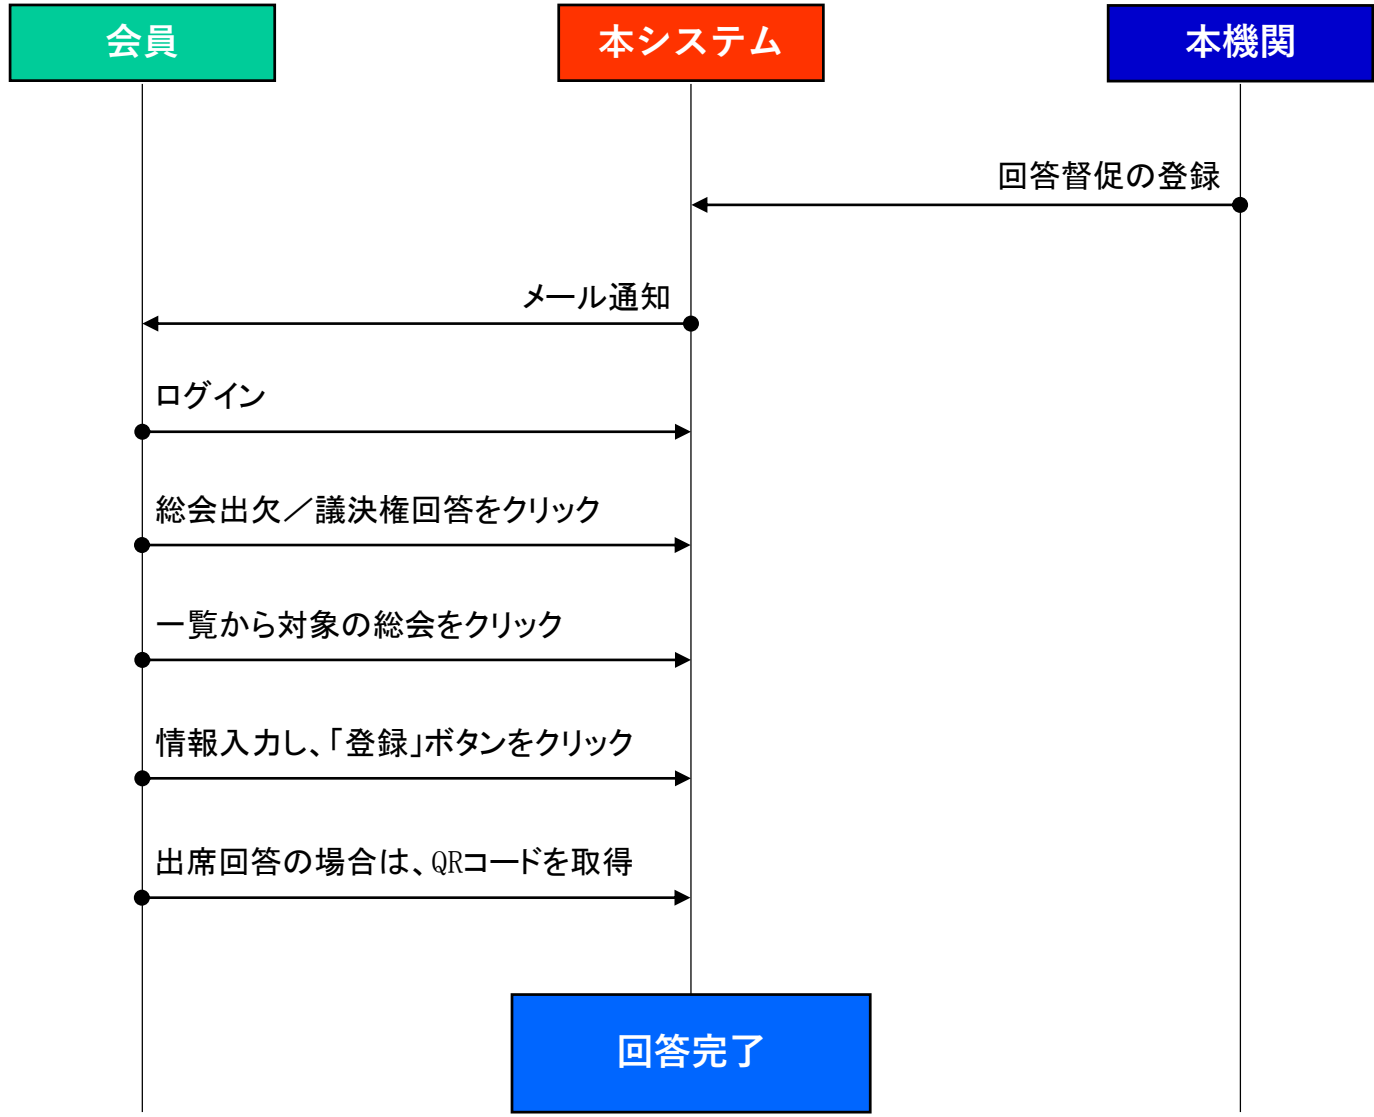 会員
本システム
本機関
回答督促の登録
メール通知
ログイン
総会出欠／議決権回答をクリック
一覧から対象の総会をクリック
情報入力し、「登録」ボタンをクリック
出席回答の場合は、QRコードを取得
回答完了